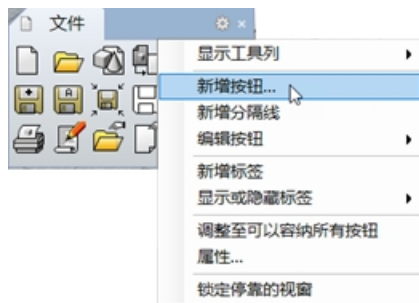 文件
显示工具列
新增按钮...
新增分隔线
编辑按钮
新增标签
显示或隐藏标签
调整至可以容纳所有按钮
属性...
锁定停靠的视窗